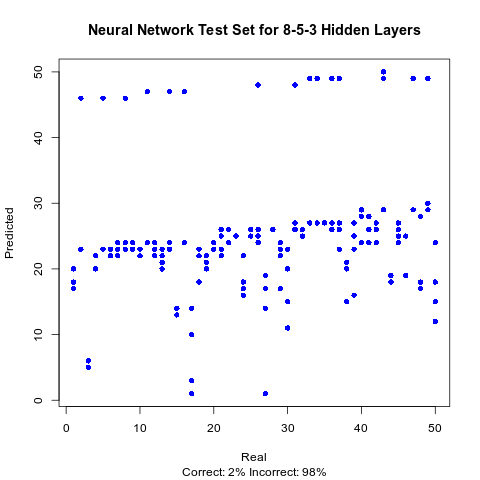 Neural Network Test Set for 8-5-3 Hidden Layers
Predicted
50
40
30
20
10
0
0 10 20 30 40 50
Real
Correct: 2% Incorrect: 98%